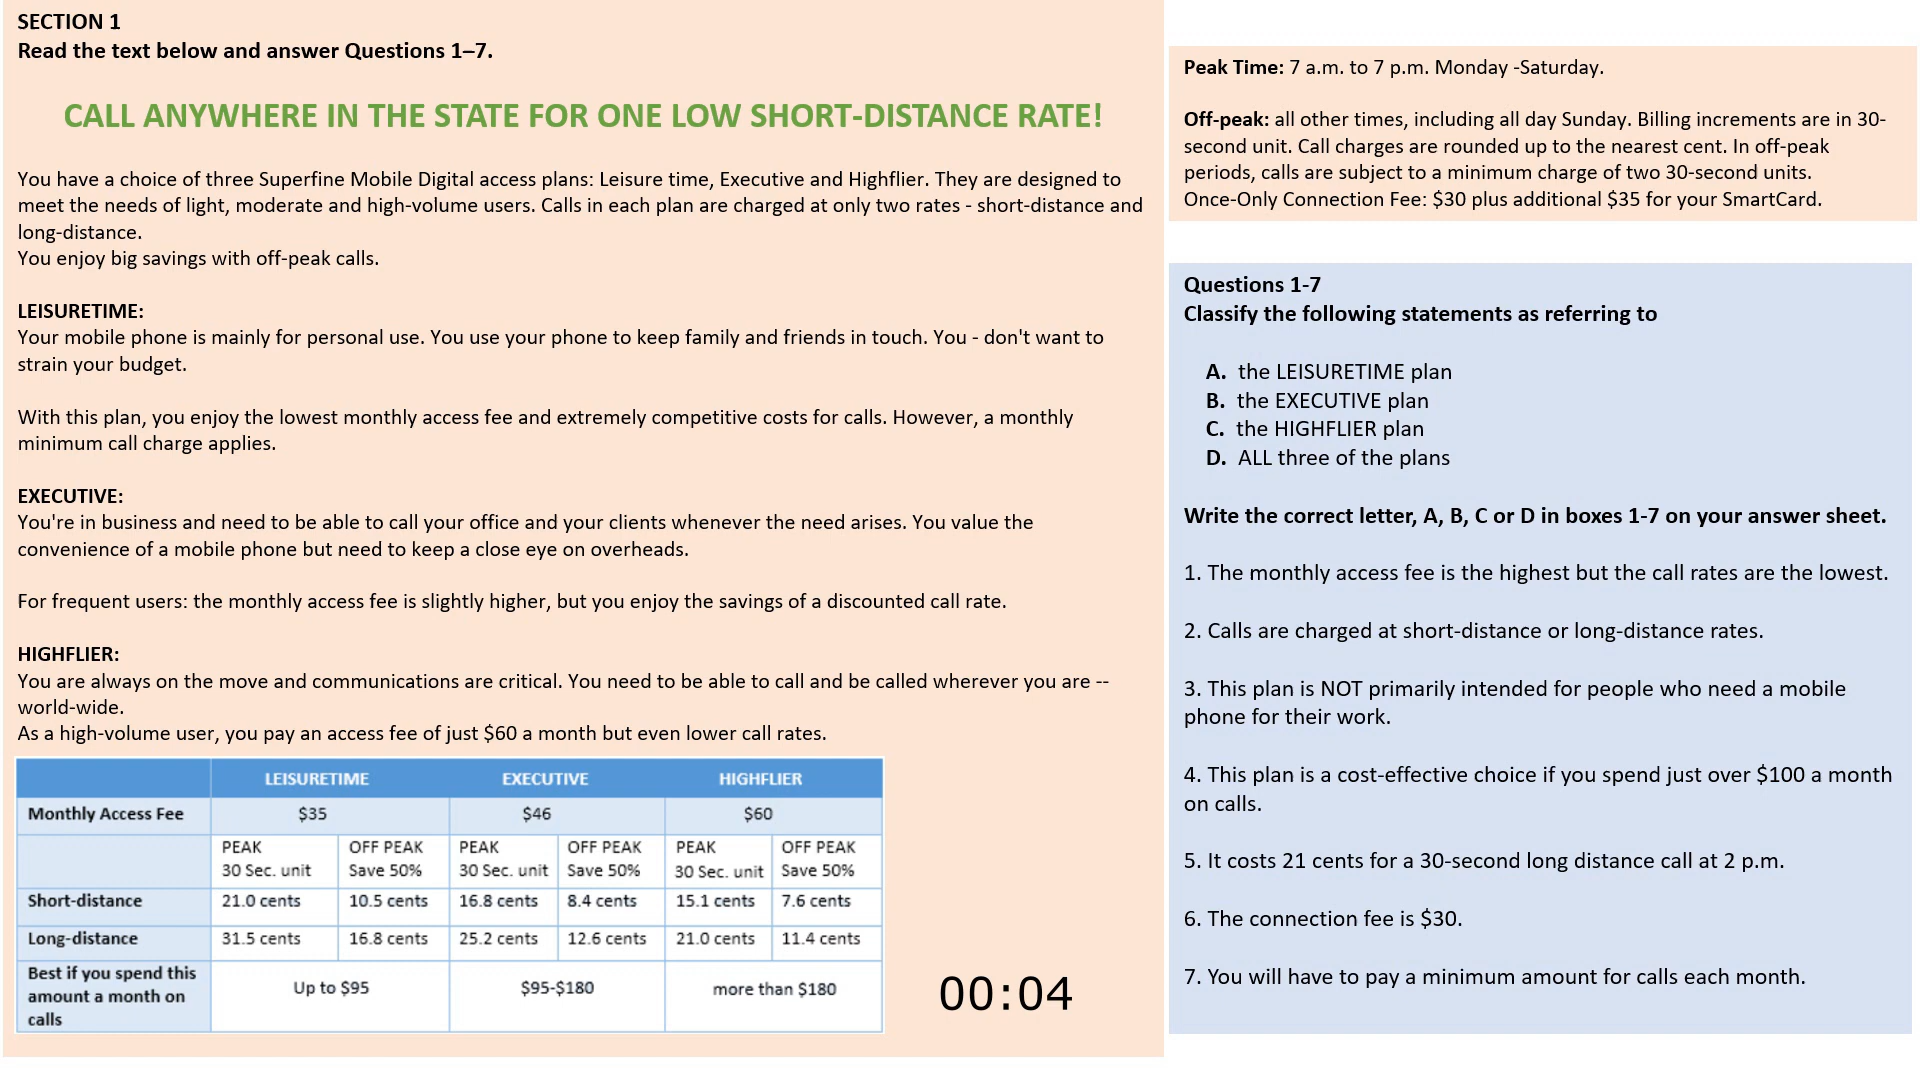 SECTION 1
Read the text below and answer Questions 1–7.
CALL ANYWHERE IN THE STATE FOR ONE LOW SHORT-DISTANCE RATE!
You have a choice of three Superfine Mobile Digital access plans: Leisure time, Executive and Highflier. They are designed to
meet the needs of light, moderate and high-volume users. Calls in each plan are charged at only two rates - short-distance and
long-distance.
You enjoy big savings with off-peak calls.
LEISURETIME:
Your mobile phone is mainly for personal use. You use your phone to keep family and friends in touch. You - don't want to
strain your budget.
With this plan, you enjoy the lowest monthly access fee and extremely competitive costs for calls. However, a monthly
minimum call charge applies.
EXECUTIVE:
You're in business and need to be able to call your office and your clients whenever the need arises. You value the
convenience of a mobile phone but need to keep a close eye on overheads.
For frequent users: the monthly access fee is slightly higher, but you enjoy the savings of a discounted call rate.
HIGHFLIER:
You are always on the move and communications are critical. You need to be able to call and be called wherever you are --
world-wide.
As a high-volume user, you pay an access fee of just $60 a month but even lower call rates.
LEISURETIME EXECUTIVE HIGHFLIER
Monthly Access Fee $35 $46 $60
PEAK OFF PEAK PEAK OFF PEAK PEAK OFF PEAK
30 Sec. unit Save 50% 30 Sec. unit Save 50% 30 Sec. unit Save 50%
Short-distance 21.0 cents 10.5 cents 16.8 cents 8.4 cents 15.1 cents 7.6 cents
Long-distance 31.5 cents 16.8 cents 25.2 cents 12.6 cents 21.0 cents 11.4 cents
Best if you spend this
amount a month on Up to $95 $95-$180 more than $180
calls
00:04
Peak Time: 7 a.m. to 7 p.m. Monday -Saturday.
Off-peak: all other times, including all day Sunday. Billing increments are in 30-
second unit. Call charges are rounded up to the nearest cent. In off-peak
periods, calls are subject to a minimum charge of two 30-second units.
Once-Only Connection Fee: $30 plus additional $35 for your SmartCard.
Questions 1-7
Classify the following statements as referring to
A. the LEISURETIME plan
B. the EXECUTIVE plan
C. the HIGHFLIER plan
D. ALL three of the plans
Write the correct letter, A, B, C or D in boxes 1-7 on your answer sheet.
1. The monthly access fee is the highest but the call rates are the lowest.
2. Calls are charged at short-distance or long-distance rates.
3. This plan is NOT primarily intended for people who need a mobile
phone for their work.
4. This plan is a cost-effective choice if you spend just over $100 a month
on calls.
5. It costs 21 cents for a 30-second long distance call at 2 p.m.
6. The connection fee is $30.
7. You will have to pay a minimum amount for calls each month.